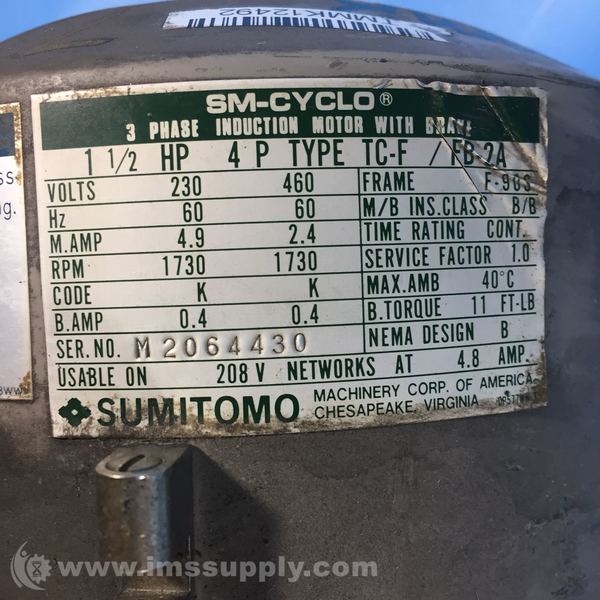 TMMK12492
SM-CYCLO®
3 PHASE INDUCTION MOTOR WITH BRAKE
1 1/2 HP 4 P TYPE TC-F / FB-2A
VOLTS 230 460 FRAME F-90S
Hz 60 60 M/B INS.CLASS B/B
M.AMP 4.9 2.4 TIME RATING CONT.
RPM 1730 1730 SERVICE FACTOR 1.0
CODE K K MAX.AMB 40°C
B.AMP 0.4 0.4 B.TORQUE 11 FT-LB
SER.NO. M2064430 NEMA DESIGN B
USABLE ON 208 V NETWORKS AT 4.8 AMP.
SUMITOMO MACHINERY CORP. OF AMERICA
CHESAPEAKE, VIRGINIA
www.imssupply.com